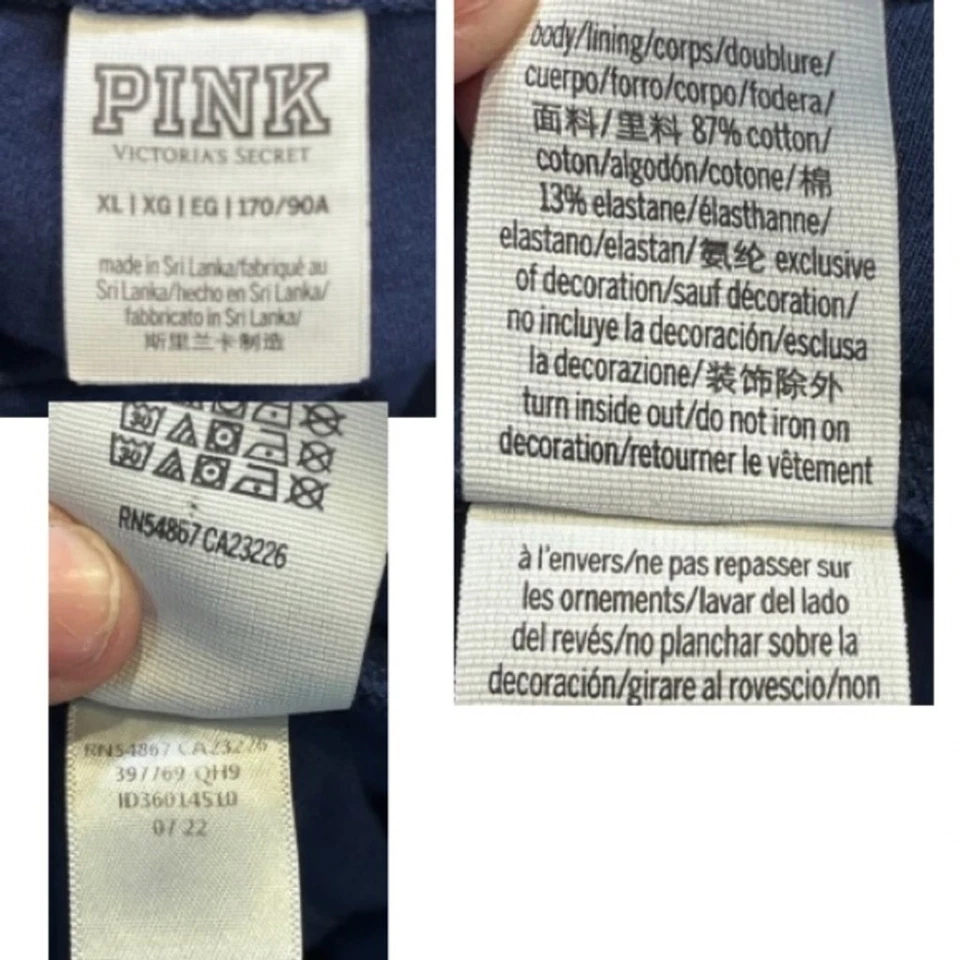 PINK
VICTORIA'S SECRET
XL | XG | EG | 170/90A
made in Sri Lanka/fabriqué au
Sri Lanka/hecho en Sri Lanka/
fabbricato in Sri Lanka/
斯里兰卡制造
body/lining/corps/doublure/
cuerpo/forro/corpo/fodera/
面料/里料 87% cotton/
coton/algodón/cotone/棉
13% elastane/élasthanne/
elastano/elastan/氨纶 exclusive
of decoration/sauf décoration/
no incluye la decoración/esclusa
la decorazione/装饰除外
turn inside out/do not iron on
decoration/retourner le vêtement
à l'envers/ne pas repasser sur
les ornements/lavar del lado
del revés/no planchar sobre la
decoración/girare al rovescio/non
30
30
RN54867 CA23226
RN54867 CA23226
397769 QH9
ID36014510
07 22